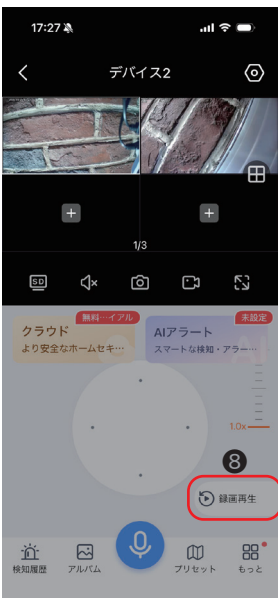 17:27
デバイス2
1/3
SD
無料…イアル
クラウド
より安全なホームセキ…
未設定
AIアラート
スマートな検知・アラー…
1.0x
8
録画再生
検知履歴
アルバム
プリセット
もっと